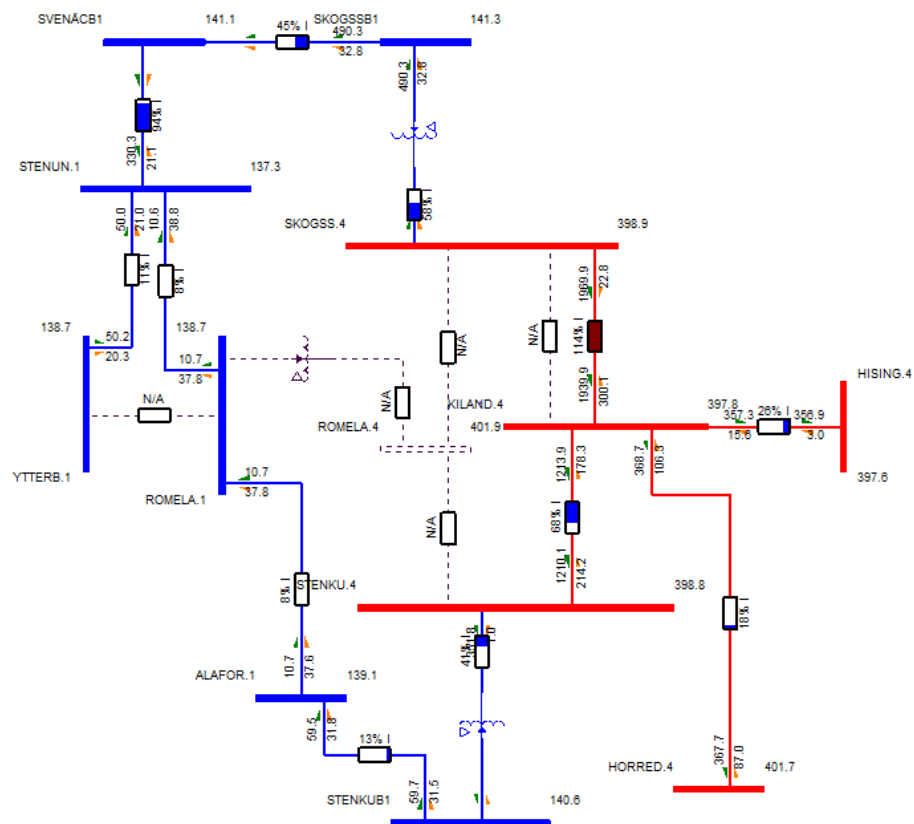 SVENÄCB1
141.1
SKOGSSB1
141.3
45% I
490.3
32.8
490.3
32.8
94% I
330.3
21.1
STENUN.1
137.3
58% I
50.0
21.0
10.6
38.8
SKOGSS.4
398.9
11% I
8% I
1969.9
22.8
138.7
50.2
20.3
138.7
10.7
37.8
N/A
N/A
114% I
1939.9
300.1
HISING.4
N/A
N/A
ROMELA.4
KILAND.4
401.9
397.8
357.3
15.6
26% I
356.9
3.0
YTTERB.1
ROMELA.1
10.7
37.8
1213.9
178.3
368.7
106.3
397.6
N/A
68% I
8% I
STENKU.4
1210.1
214.2
398.8
18% I
41% I
10.7
37.6
ALAFOR.1
139.1
59.5
31.8
13% I
HORRED.4
367.7
87.0
401.7
STENKUB1
59.7
31.5
140.6